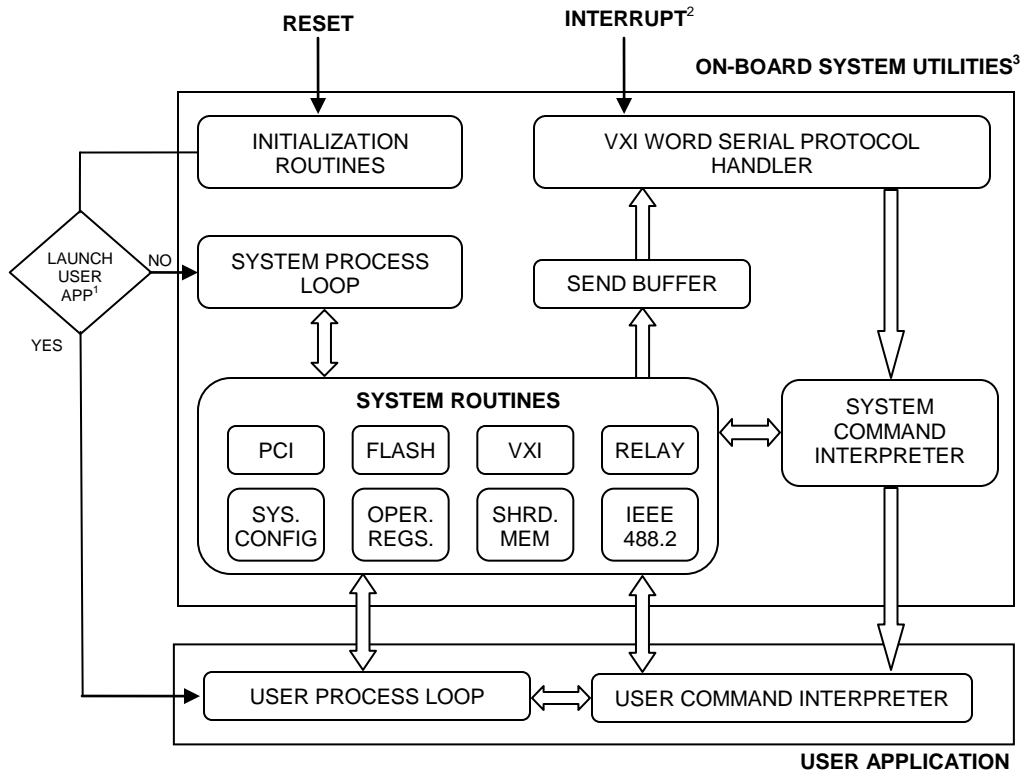 RESET
INTERRUPT²
ON-BOARD SYSTEM UTILITIES³
INITIALIZATION
ROUTINES
VXI WORD SERIAL PROTOCOL
HANDLER
LAUNCH
USER
APP¹
NO
YES
SYSTEM PROCESS
LOOP
SEND BUFFER
SYSTEM ROUTINES
PCI
FLASH
VXI
RELAY
SYS.
CONFIG
OPER.
REGS.
SHRD.
MEM
IEEE
488.2
SYSTEM
COMMAND
INTERPRETER
USER PROCESS LOOP
USER COMMAND INTERPRETER
USER APPLICATION